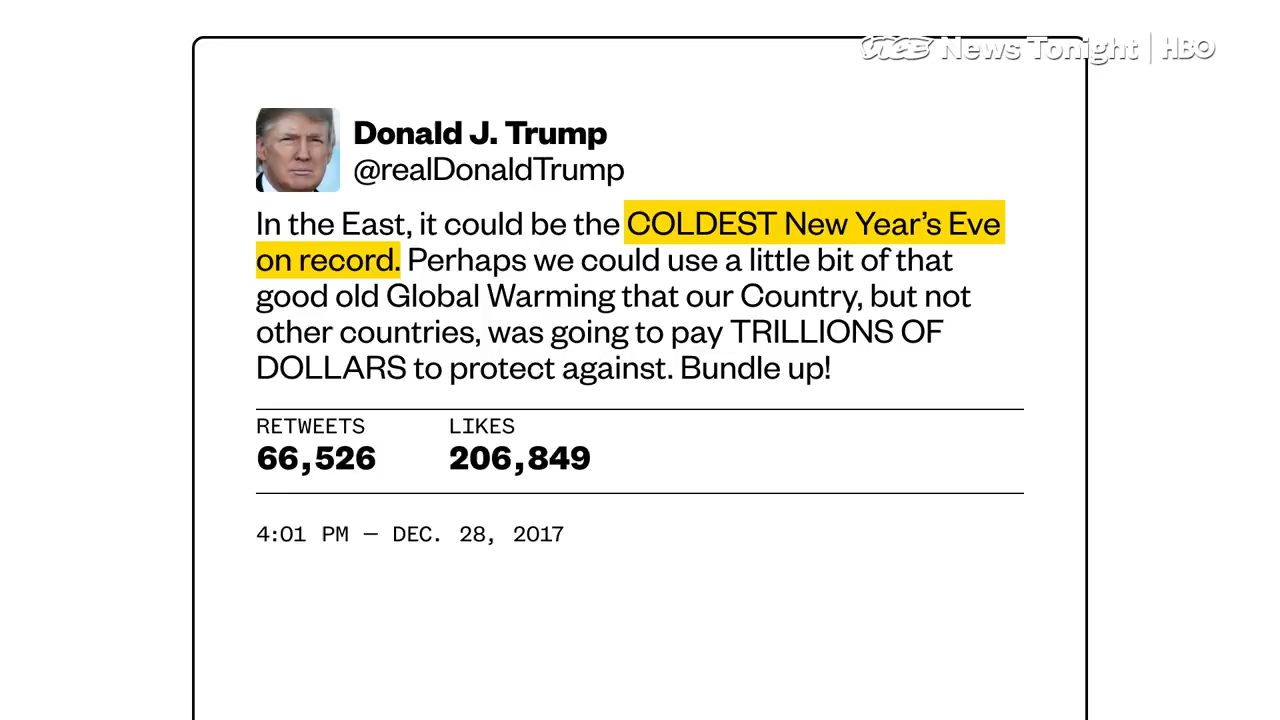 VICE News Tonight | HBO
Donald J. Trump
@realDonaldTrump
In the East, it could be the COLDEST New Year’s Eve
on record. Perhaps we could use a little bit of that
good old Global Warming that our Country, but not
other countries, was going to pay TRILLIONS OF
DOLLARS to protect against. Bundle up!
RETWEETS LIKES
66,526 206,849
4:01 PM — DEC. 28, 2017